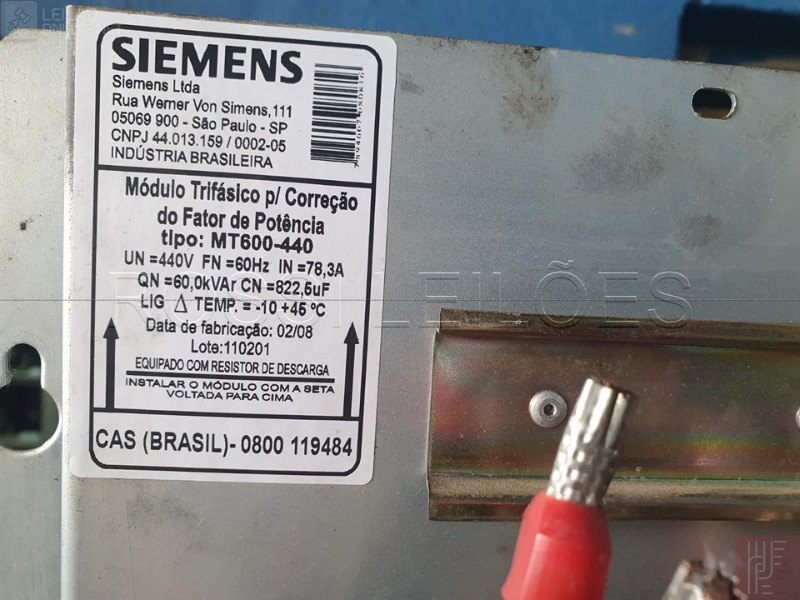 SIEMENS
Siemens Ltda
Rua Werner Von Simens,111
05069 900 - São Paulo - SP
CNPJ 44.013.159 / 0002-05
INDÚSTRIA BRASILEIRA
Módulo Trifásico p/ Correção
do Fator de Potência
tipo: MT600-440
UN =440V FN =60Hz IN =78,3A
QN =60,0kVAr CN =822,5uF
LIG △ TEMP. = -10 +45 ºC
Data de fabricação: 02/08
Lote:110201
EQUIPADO COM RESISTOR DE DESCARGA
INSTALAR O MÓDULO COM A SETA
VOLTADA PARA CIMA
CAS (BRASIL)- 0800 119484
ROSSI LEILÕES